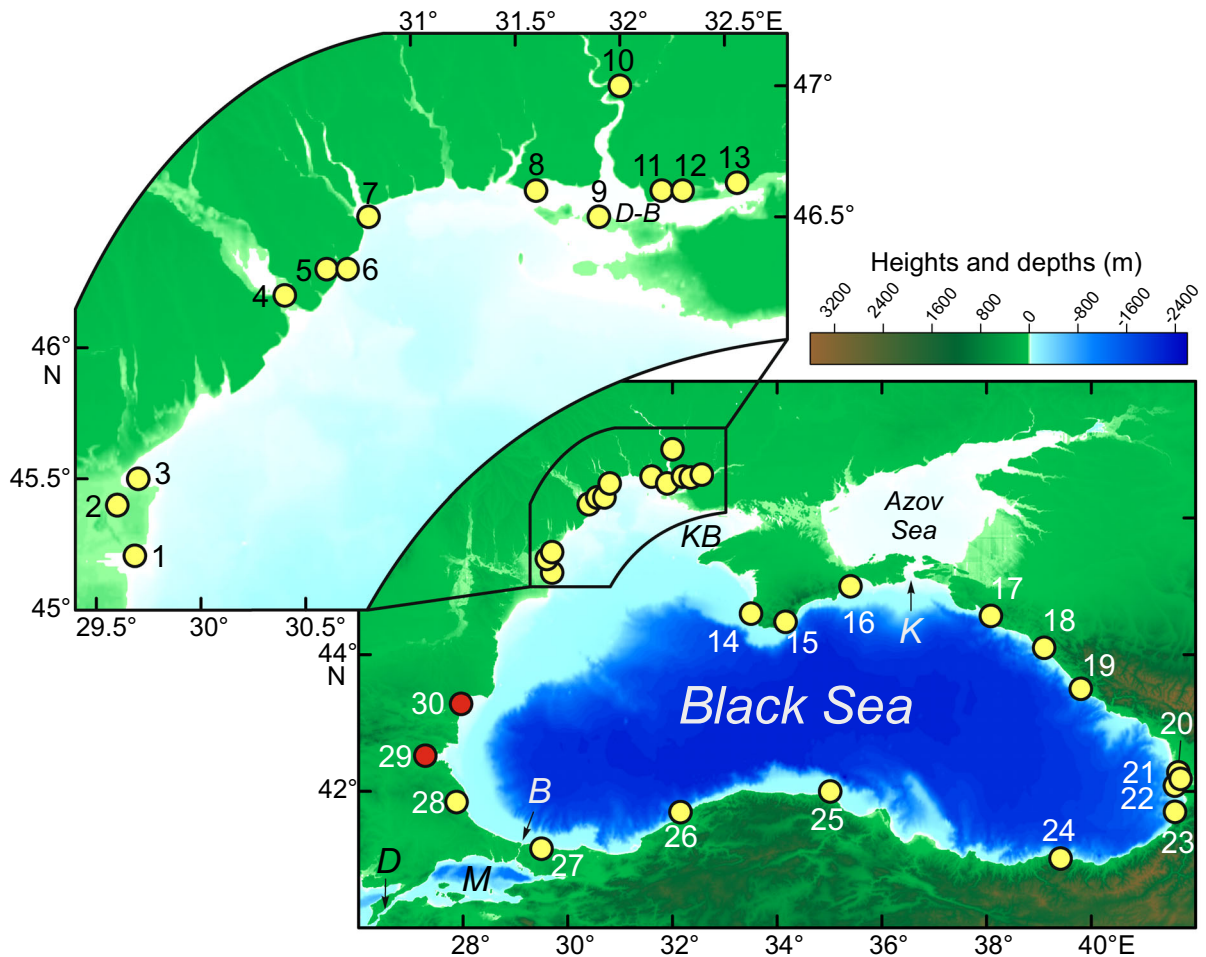 31° 31.5° 32° 32.5°E
10
47°
8 11 12 13
7 9
D-B
46.5°
5 6
4
Heights and depths (m)
3200 2400 1600 800 0 -800 -1600 -2400
46°
N
45.5° 3
2
1
45°
29.5° 30° 30.5°
Azov
Sea
KB
17
14 15 16 K 18
44°
N
19
30 Black Sea
20
29 21
42° 28 B 22
26 25 24 23
27
D M
28° 30° 32° 34° 36° 38° 40°E